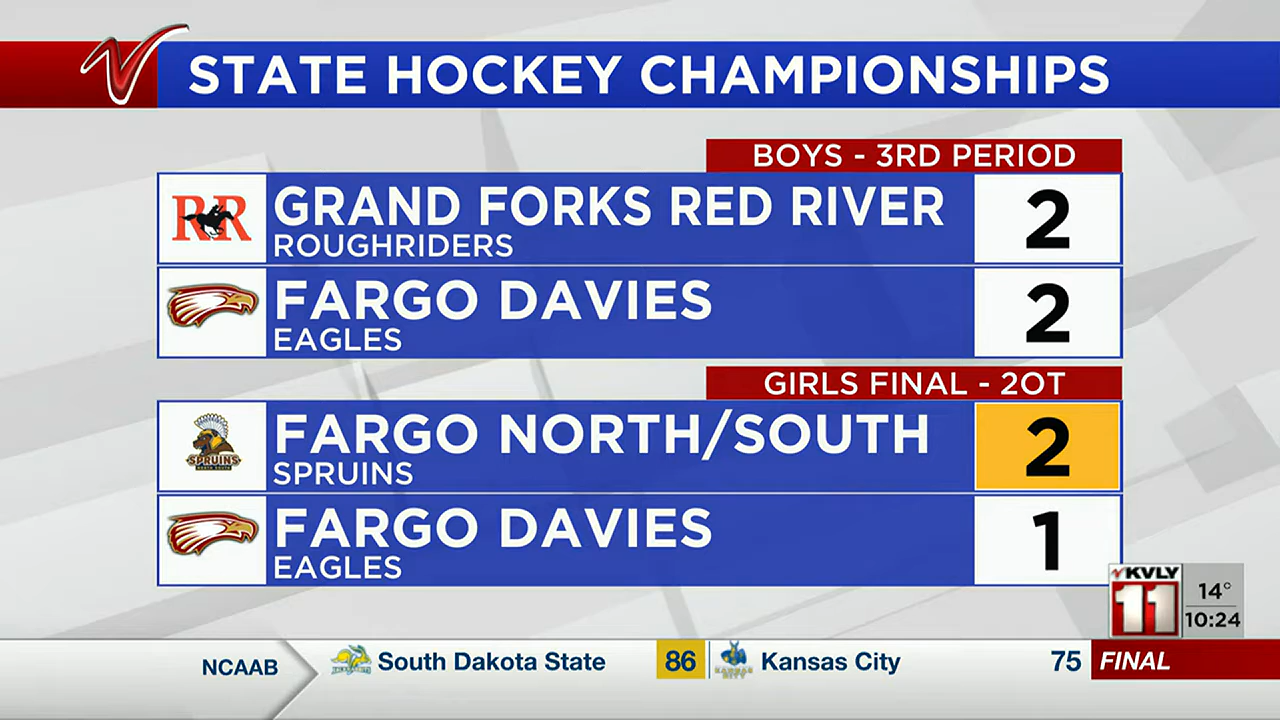 STATE HOCKEY CHAMPIONSHIPS
BOYS - 3RD PERIOD
RR
GRAND FORKS RED RIVER
2
ROUGHRIDERS
FARGO DAVIES
2
EAGLES
GIRLS FINAL - 2OT
SPRUINS
NORTH SOUTH
FARGO NORTH/SOUTH
2
SPRUINS
FARGO DAVIES
1
EAGLES
KVLY
11
14°
10:24
NCAAB
South Dakota State
86
Kansas City
75
FINAL